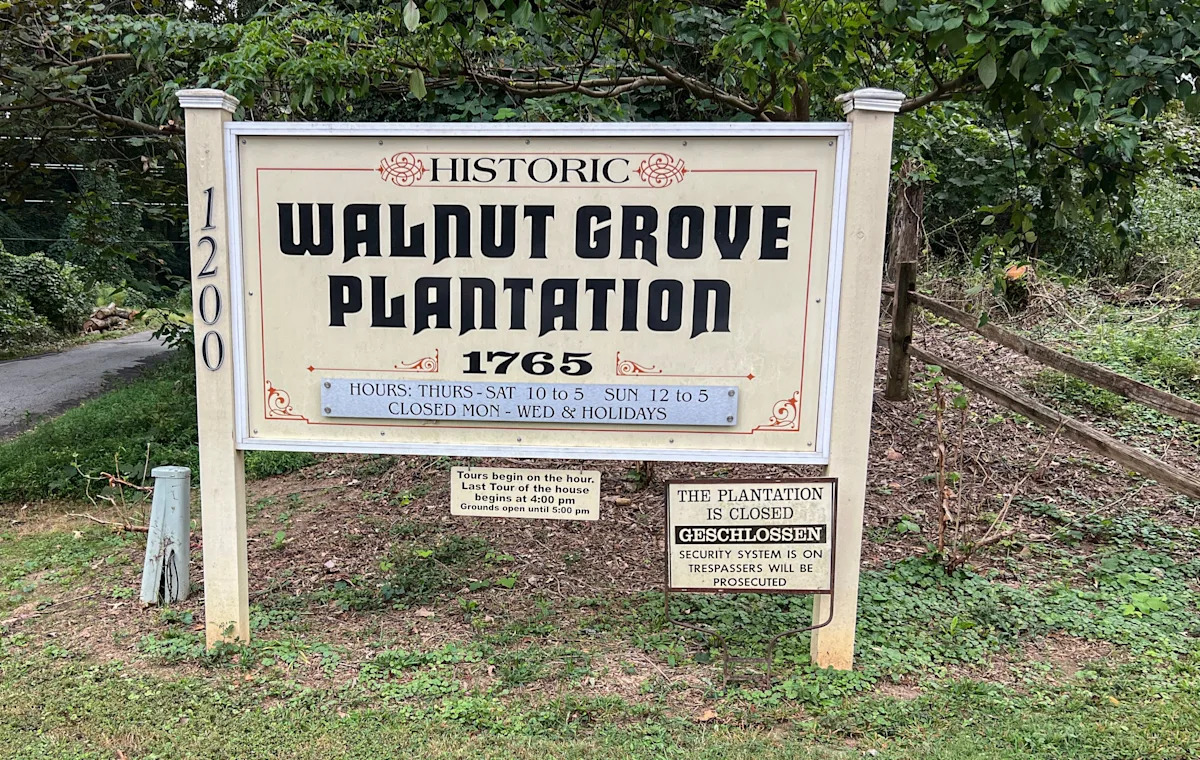 HISTORIC
WALNUT GROVE
PLANTATION
1765
HOURS: THURS - SAT 10 to 5 SUN 12 to 5
CLOSED MON - WED & HOLIDAYS
1200
Tours begin on the hour.
Last Tour of the house
begins at 4:00 pm
Grounds open until 5:00 pm
THE PLANTATION
IS CLOSED
GESCHLOSSEN
SECURITY SYSTEM IS ON
TRESPASSERS WILL BE
PROSECUTED